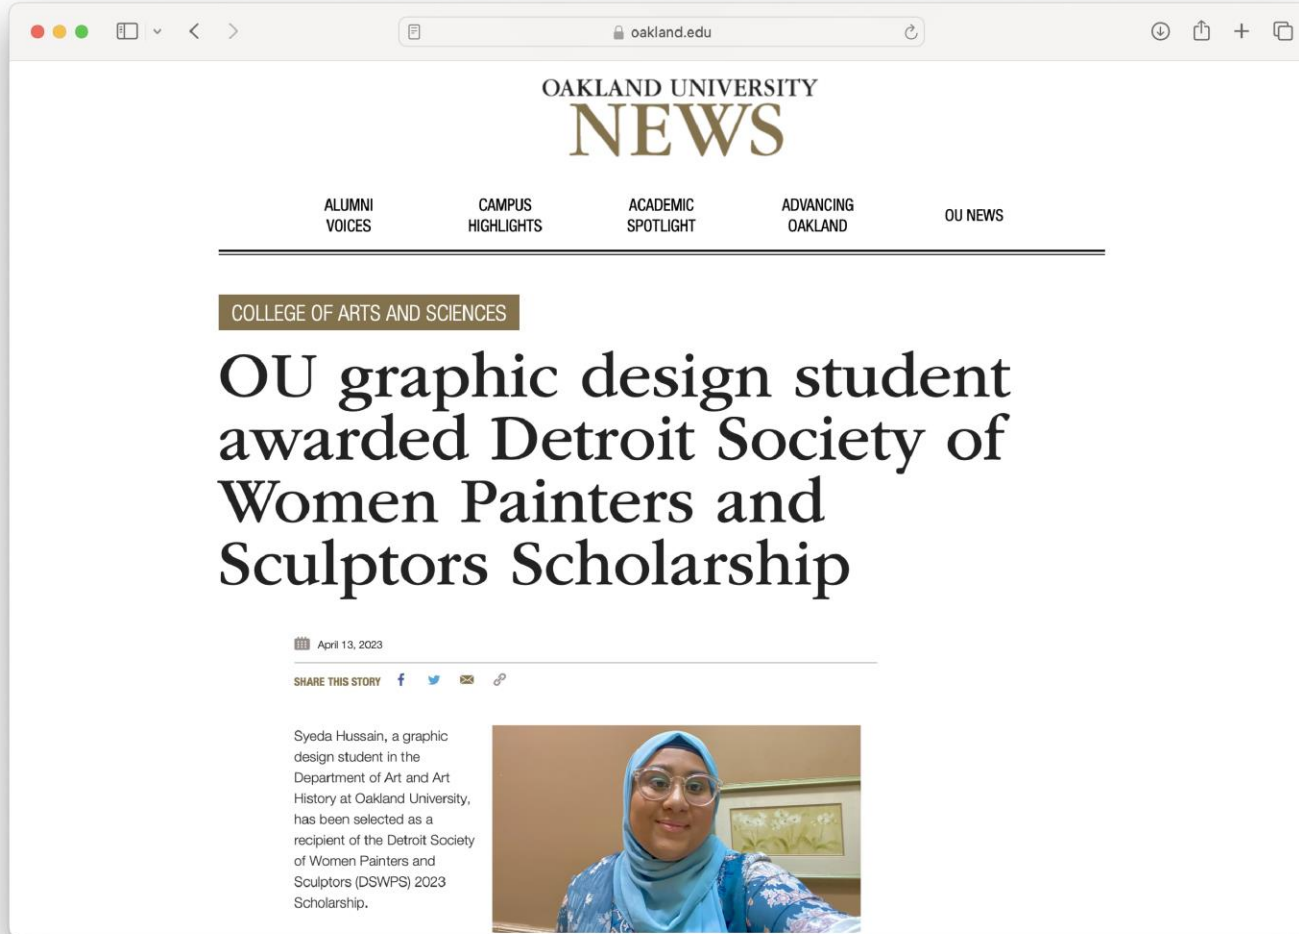 oakland.edu
OAKLAND UNIVERSITY
NEWS
ALUMNI
VOICES
CAMPUS
HIGHLIGHTS
ACADEMIC
SPOTLIGHT
ADVANCING
OAKLAND
OU NEWS
COLLEGE OF ARTS AND SCIENCES
OU graphic design student
awarded Detroit Society of
Women Painters and
Sculptors Scholarship
April 13, 2023
SHARE THIS STORY
Syeda Hussain, a graphic
design student in the
Department of Art and Art
History at Oakland University,
has been selected as a
recipient of the Detroit Society
of Women Painters and
Sculptors (DSWPS) 2023
Scholarship.